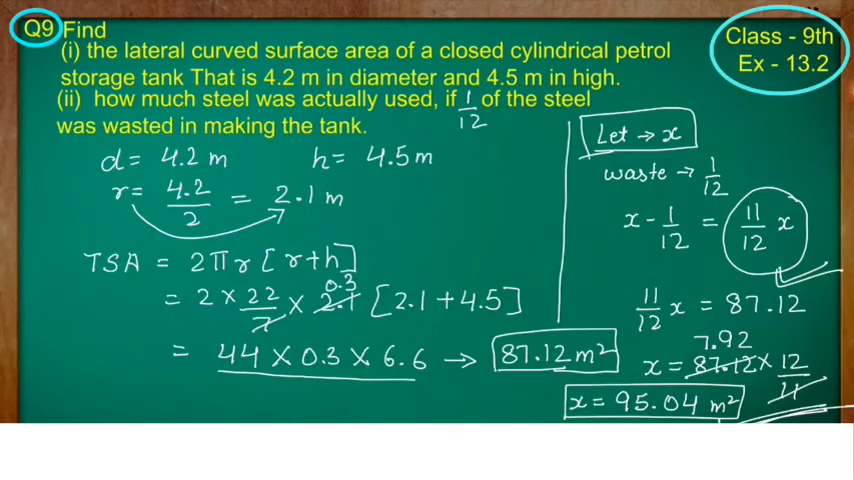 Q9 Find
(i) the lateral curved surface area of a closed cylindrical petrol
storage tank That is 4.2 m in diameter and 4.5 m in high.
(ii) how much steel was actually used, if 1/12 of the steel
was wasted in making the tank.
Class - 9th
Ex - 13.2
d = 4.2 m h = 4.5 m
r = 4.2/2 = 2.1 m
TSA = 2πr [r+h]
0.3
= 2 × 22/7 × 2.1 [2.1 + 4.5]
= 44 × 0.3 × 6.6 → 87.12 m²
Let → x
waste → 1/12
x - 1/12 = 11/12 x
11/12 x = 87.12
7.92
x = 87.12 × 12/11
x = 95.04 m²